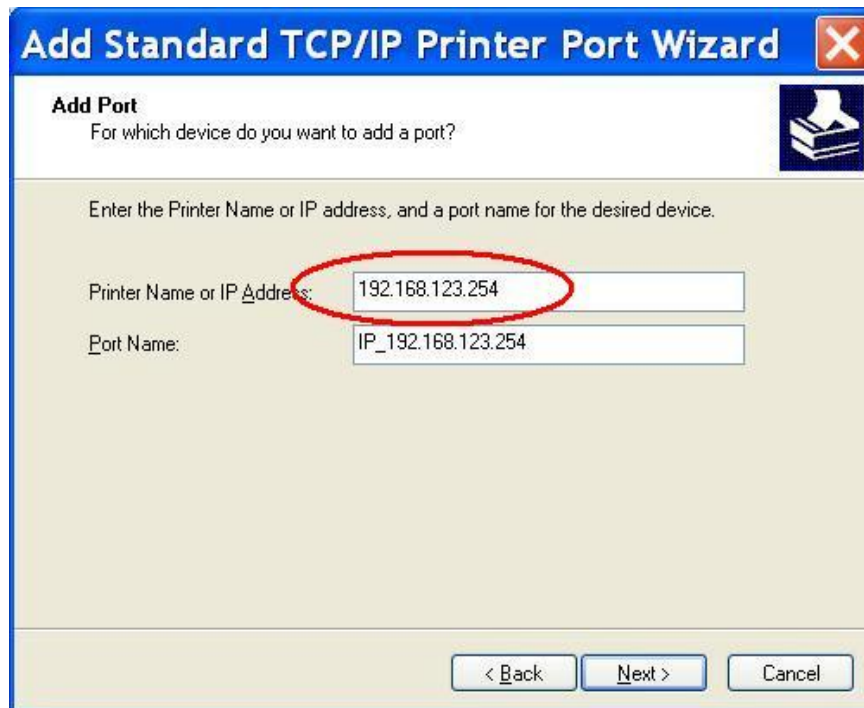 Add Standard TCP/IP Printer Port Wizard
Add Port
For which device do you want to add a port?
Enter the Printer Name or IP address, and a port name for the desired device.
Printer Name or IP Address: 192.168.123.254
Port Name: IP_192.168.123.254
< Back Next > Cancel